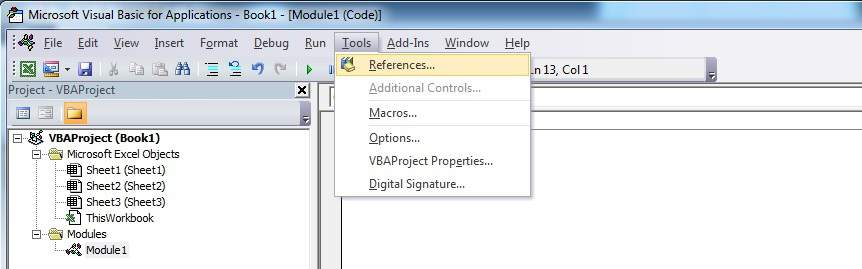 Microsoft Visual Basic for Applications - Book1 - [Module1 (Code)]
File Edit View Insert Format Debug Run Tools Add-Ins Window Help
Ln 13, Col 1
References...
Additional Controls...
Macros...
Options...
VBAProject Properties...
Digital Signature...
Project - VBAProject
VBAProject (Book1)
Microsoft Excel Objects
Sheet1 (Sheet1)
Sheet2 (Sheet2)
Sheet3 (Sheet3)
ThisWorkbook
Modules
Module1